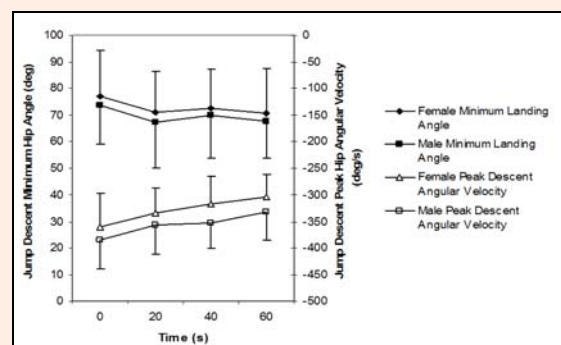 Jump Descent Minimum Hip Angle (deg)
100
90
80
70
60
50
40
30
20
10
0
0
20
40
60
Time (s)
0
-50
-100
-150
-200
-250
-300
-350
-400
-450
-500
Jump Descent Peak Hip Angular Velocity
(deg/s)
Female Minimum Landing
Angle
Male Minimum Landing
Angle
Female Peak Descent
Angular Velocity
Male Peak Descent
Angular Velocity